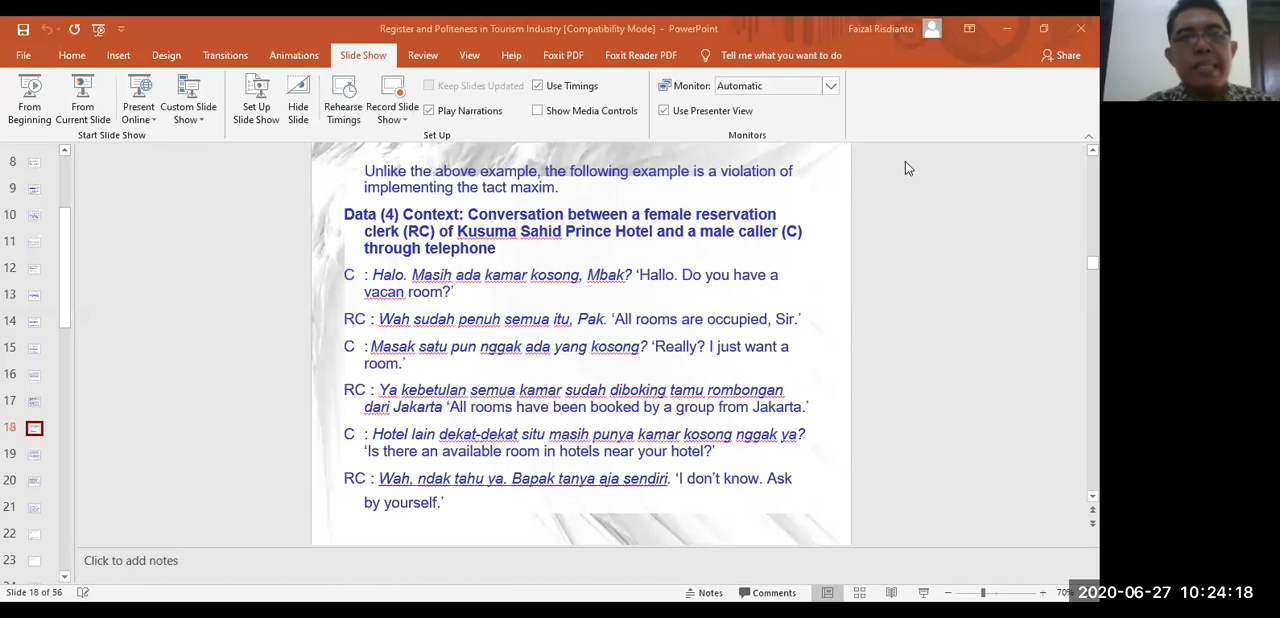 Register and Politeness in Tourism Industry [Compatibility Mode] - PowerPoint
Faizal Risdianto
File Home Insert Design Transitions Animations Slide Show Review View Help Foxit PDF Foxit Reader PDF Tell me what you want to do Share
From Beginning
From Current Slide
Present Online
Custom Slide Show
Set Up Slide Show
Hide Slide
Rehearse Timings
Record Slide Show
Keep Slides Updated
Play Narrations
Use Timings
Show Media Controls
Monitor: Automatic
Use Presenter View
Start Slide Show
Set Up
Monitors
8
9
10
11
12
13
14
15
16
17
18
19
20
21
22
23
Unlike the above example, the following example is a violation of
implementing the tact maxim.
Data (4) Context: Conversation between a female reservation
clerk (RC) of Kusuma Sahid Prince Hotel and a male caller (C)
through telephone
C : Halo. Masih ada kamar kosong, Mbak? ‘Hallo. Do you have a
vacan room?’
RC : Wah sudah penuh semua itu, Pak. ‘All rooms are occupied, Sir.’
C : Masak satu pun nggak ada yang kosong? ‘Really? I just want a
room.’
RC : Ya kebetulan semua kamar sudah diboking tamu rombongan
dari Jakarta ‘All rooms have been booked by a group from Jakarta.’
C : Hotel lain dekat-dekat situ masih punya kamar kosong nggak ya?
‘Is there an available room in hotels near your hotel?’
RC : Wah, ndak tahu ya. Bapak tanya aja sendiri. ‘I don’t know. Ask
by yourself.’
Click to add notes
Slide 18 of 56
Notes
Comments
70%
2020-06-27 10:24:18